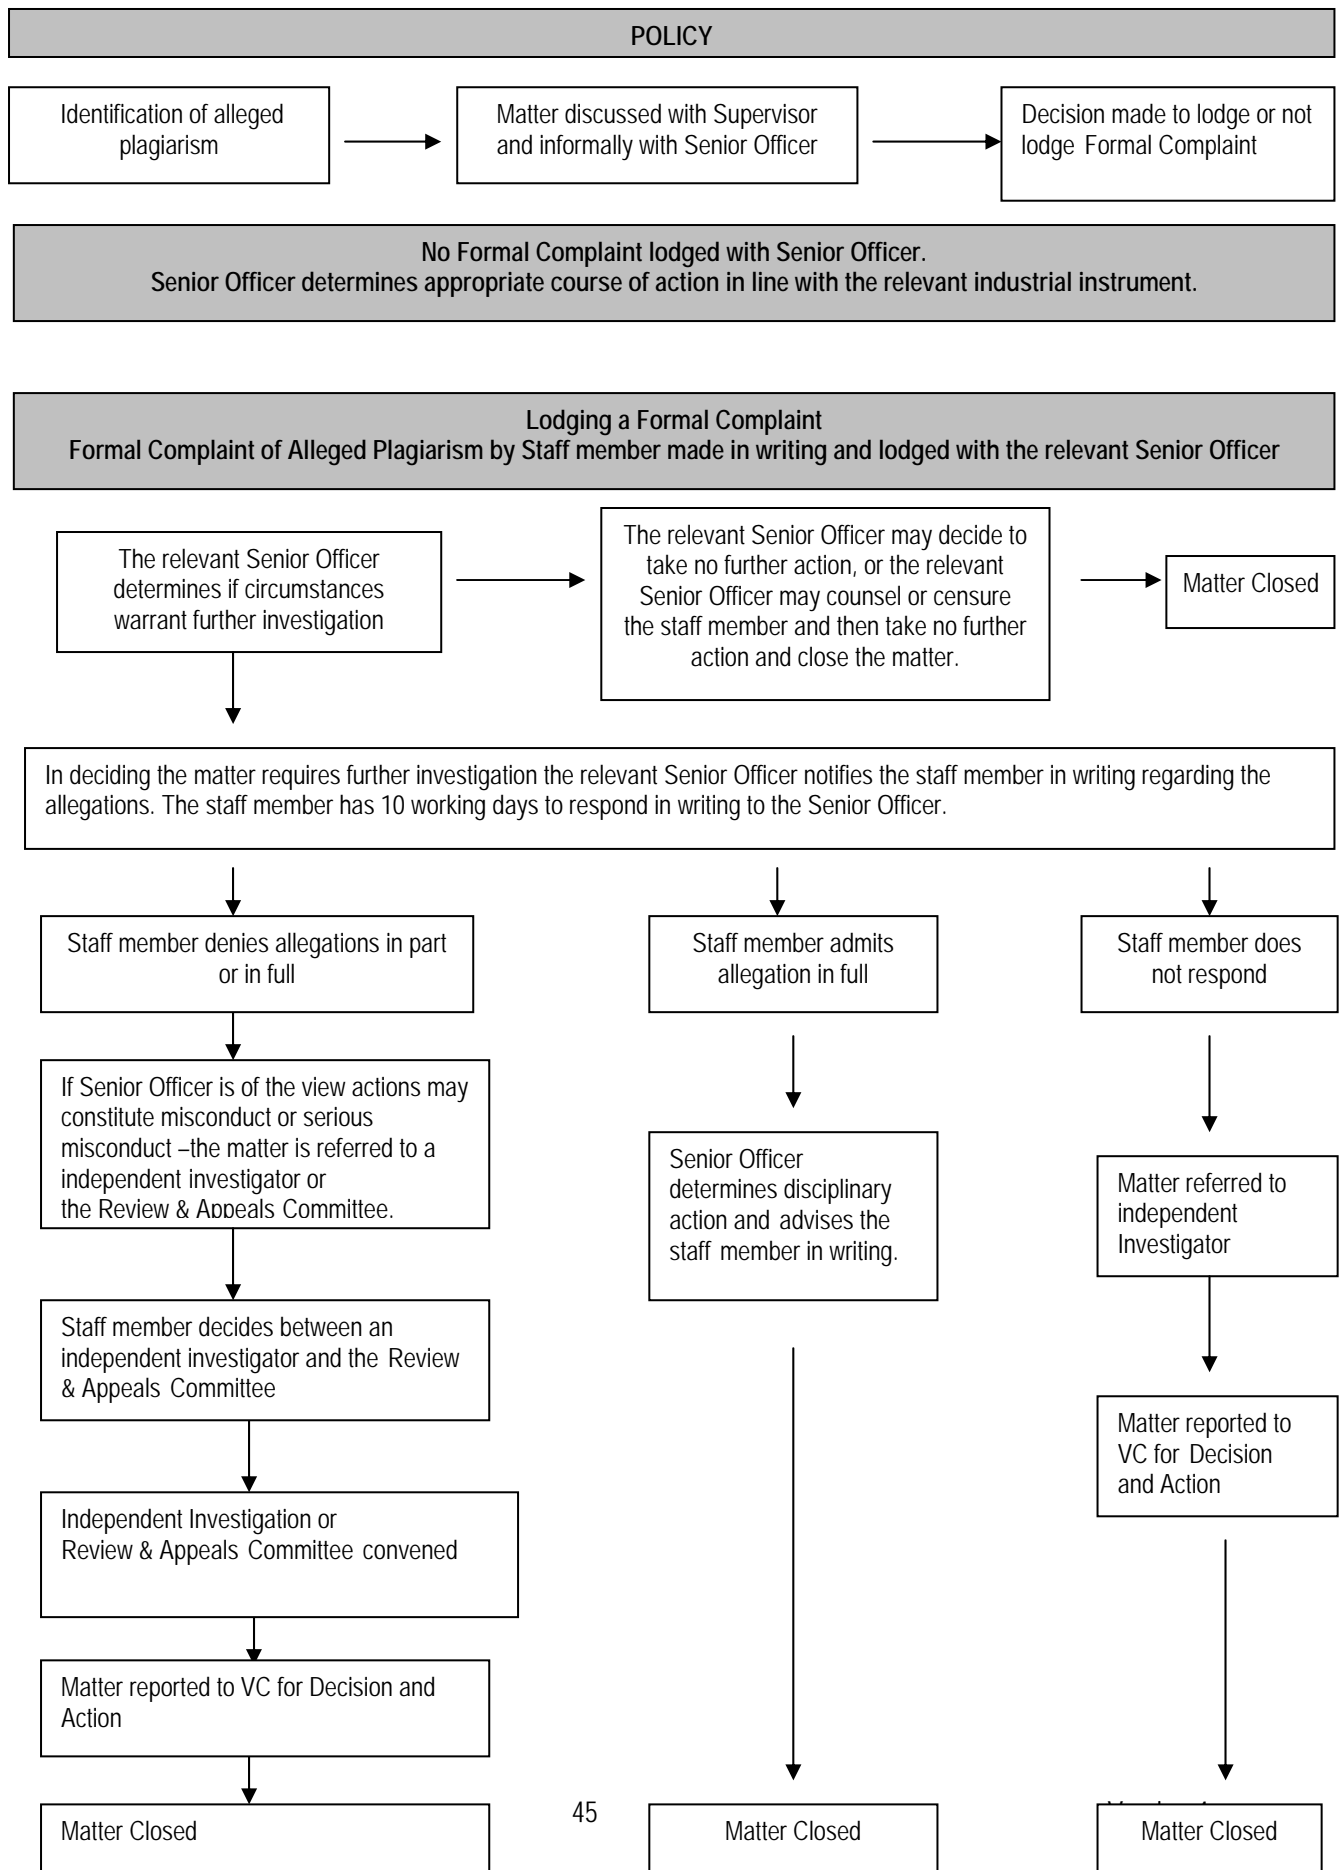 POLICY
Identification of alleged
plagiarism
Matter discussed with Supervisor
and informally with Senior Officer
Decision made to lodge or not
lodge Formal Complaint
No Formal Complaint lodged with Senior Officer.
Senior Officer determines appropriate course of action in line with the relevant industrial instrument.
Lodging a Formal Complaint
Formal Complaint of Alleged Plagiarism by Staff member made in writing and lodged with the relevant Senior Officer
The relevant Senior Officer
determines if circumstances
warrant further investigation
The relevant Senior Officer may decide to
take no further action, or the relevant
Senior Officer may counsel or censure
the staff member and then take no further
action and close the matter.
Matter Closed
In deciding the matter requires further investigation the relevant Senior Officer notifies the staff member in writing regarding the
allegations. The staff member has 10 working days to respond in writing to the Senior Officer.
Staff member denies allegations in part
or in full
Staff member admits
allegation in full
Staff member does
not respond
If Senior Officer is of the view actions may
constitute misconduct or serious
misconduct –the matter is referred to a
independent investigator or
the Review & Appeals Committee.
Senior Officer
determines disciplinary
action and advises the
staff member in writing.
Matter referred to
independent
Investigator
Staff member decides between an
independent investigator and the Review
& Appeals Committee
Matter reported to
VC for Decision
and Action
Independent Investigation or
Review & Appeals Committee convened
Matter reported to VC for Decision and
Action
45
Matter Closed
Matter Closed
Matter Closed